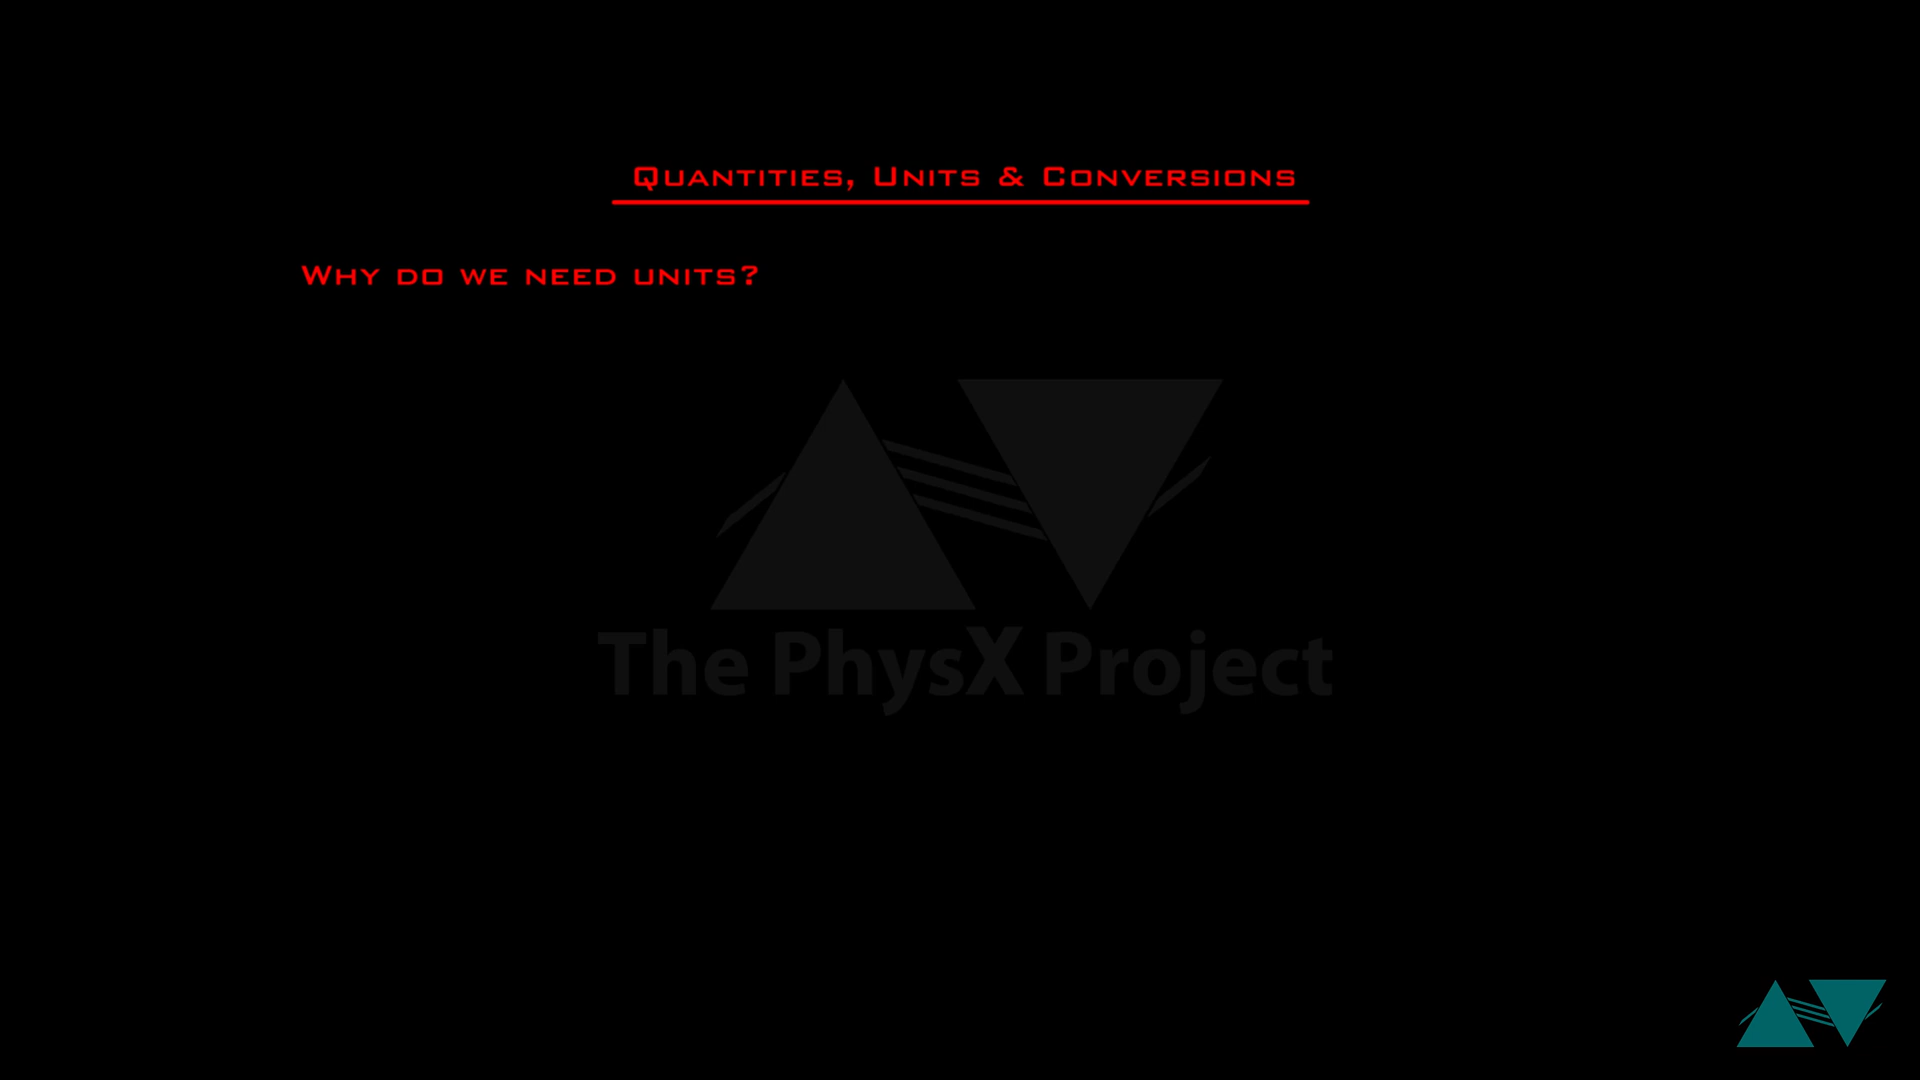 Quantities, Units & Conversions
Why do we need units?
The PhysX Project